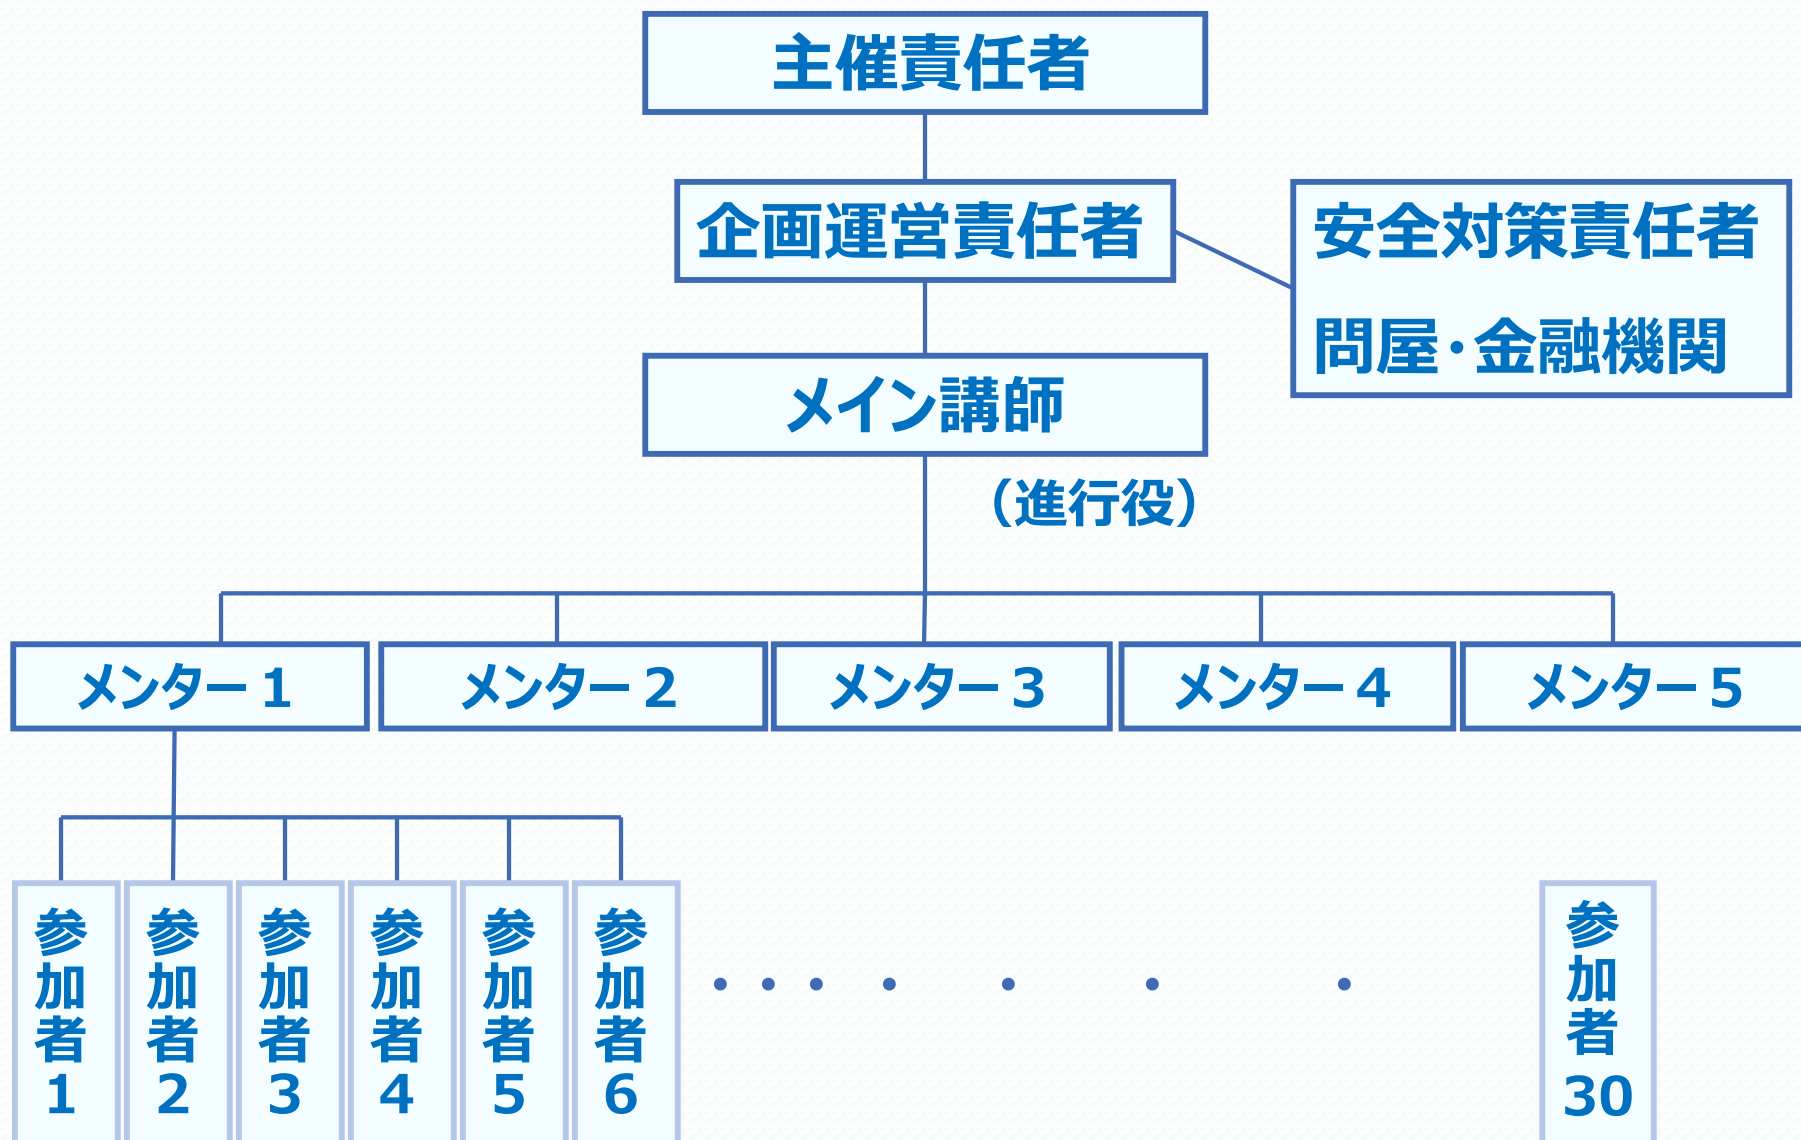 主催責任者
企画運営責任者
安全対策責任者
問屋・金融機関
メイン講師
（進行役）
メンター１
メンター２
メンター３
メンター４
メンター５
参加者1
参加者2
参加者3
参加者4
参加者5
参加者6
・・・・・・・
参加者30